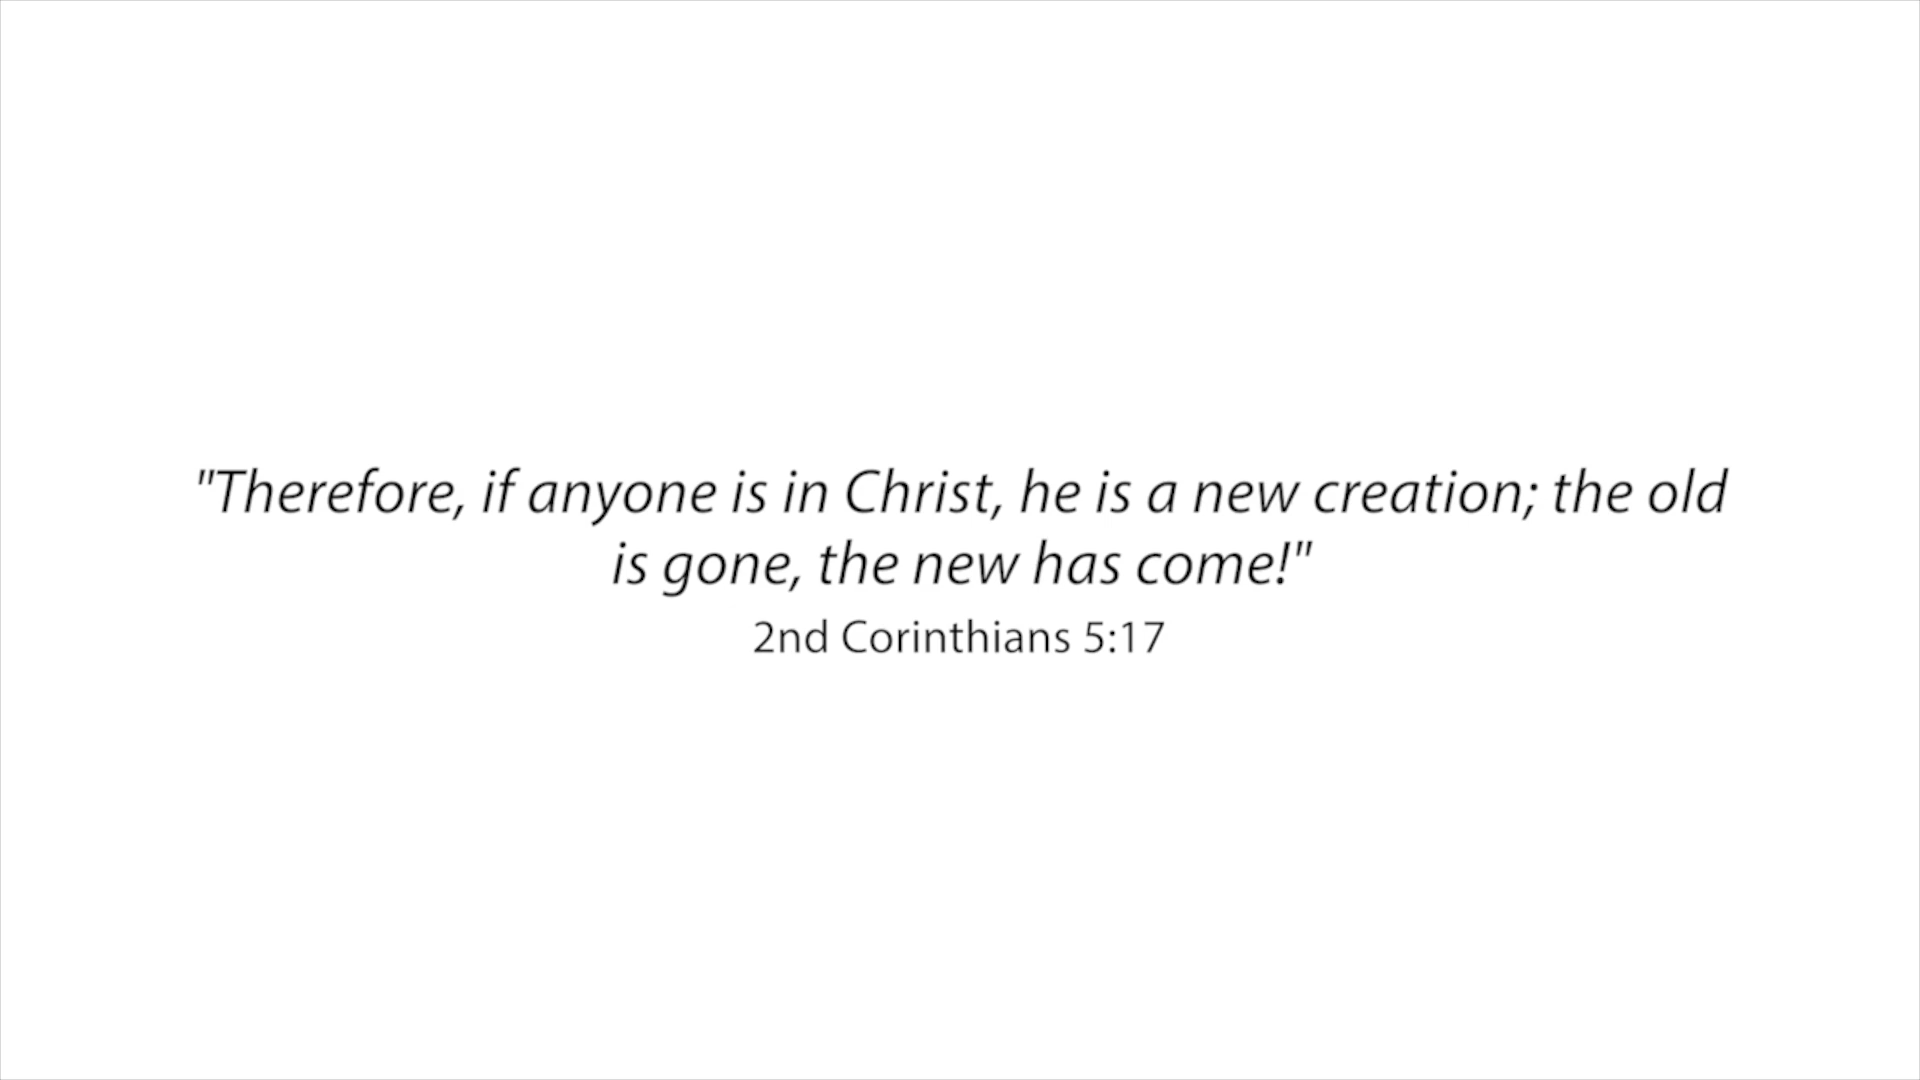 "Therefore, if anyone is in Christ, he is a new creation; the old
is gone, the new has come!"
2nd Corinthians 5:17